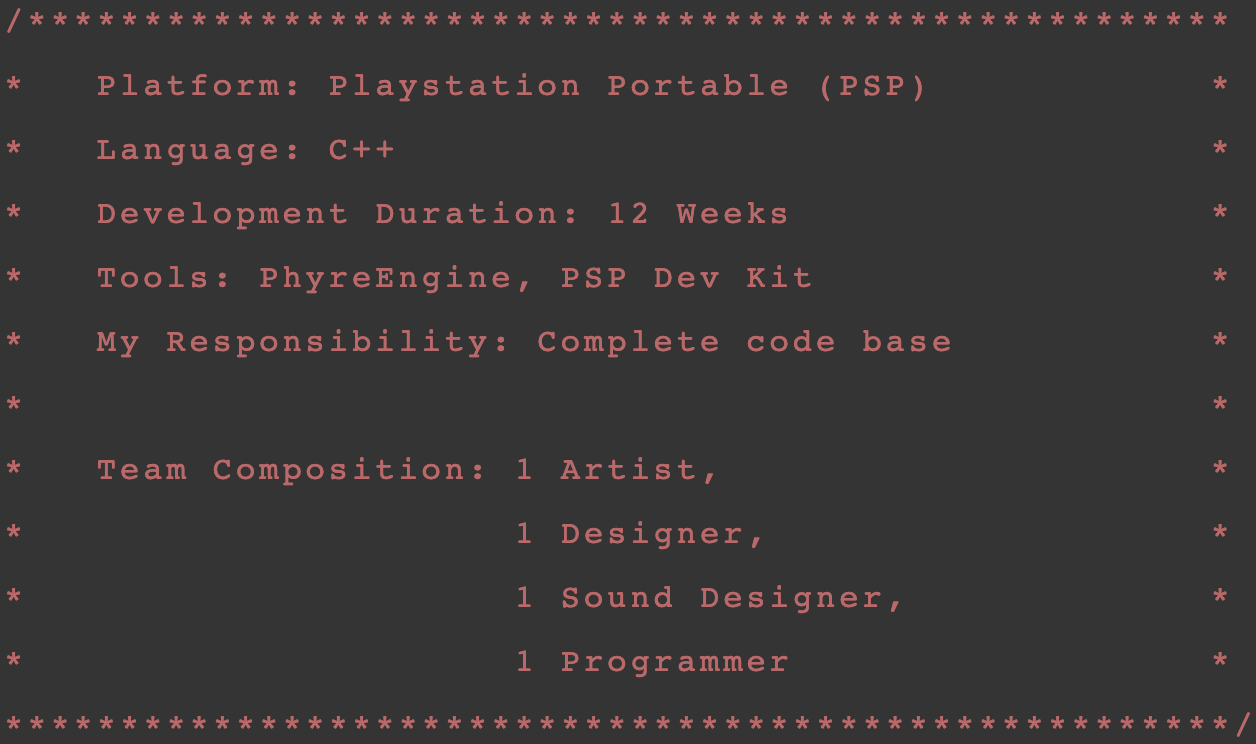 /****************************************************
*   Platform: Playstation Portable (PSP)            *
*   Language: C++                                   *
*   Development Duration: 12 Weeks                  *
*   Tools: PhyreEngine, PSP Dev Kit                 *
*   My Responsibility: Complete code base           *
*                                                   *
*   Team Composition: 1 Artist,                     *
*                     1 Designer,                   *
*                     1 Sound Designer,             *
*                     1 Programmer                  *
*****************************************************/